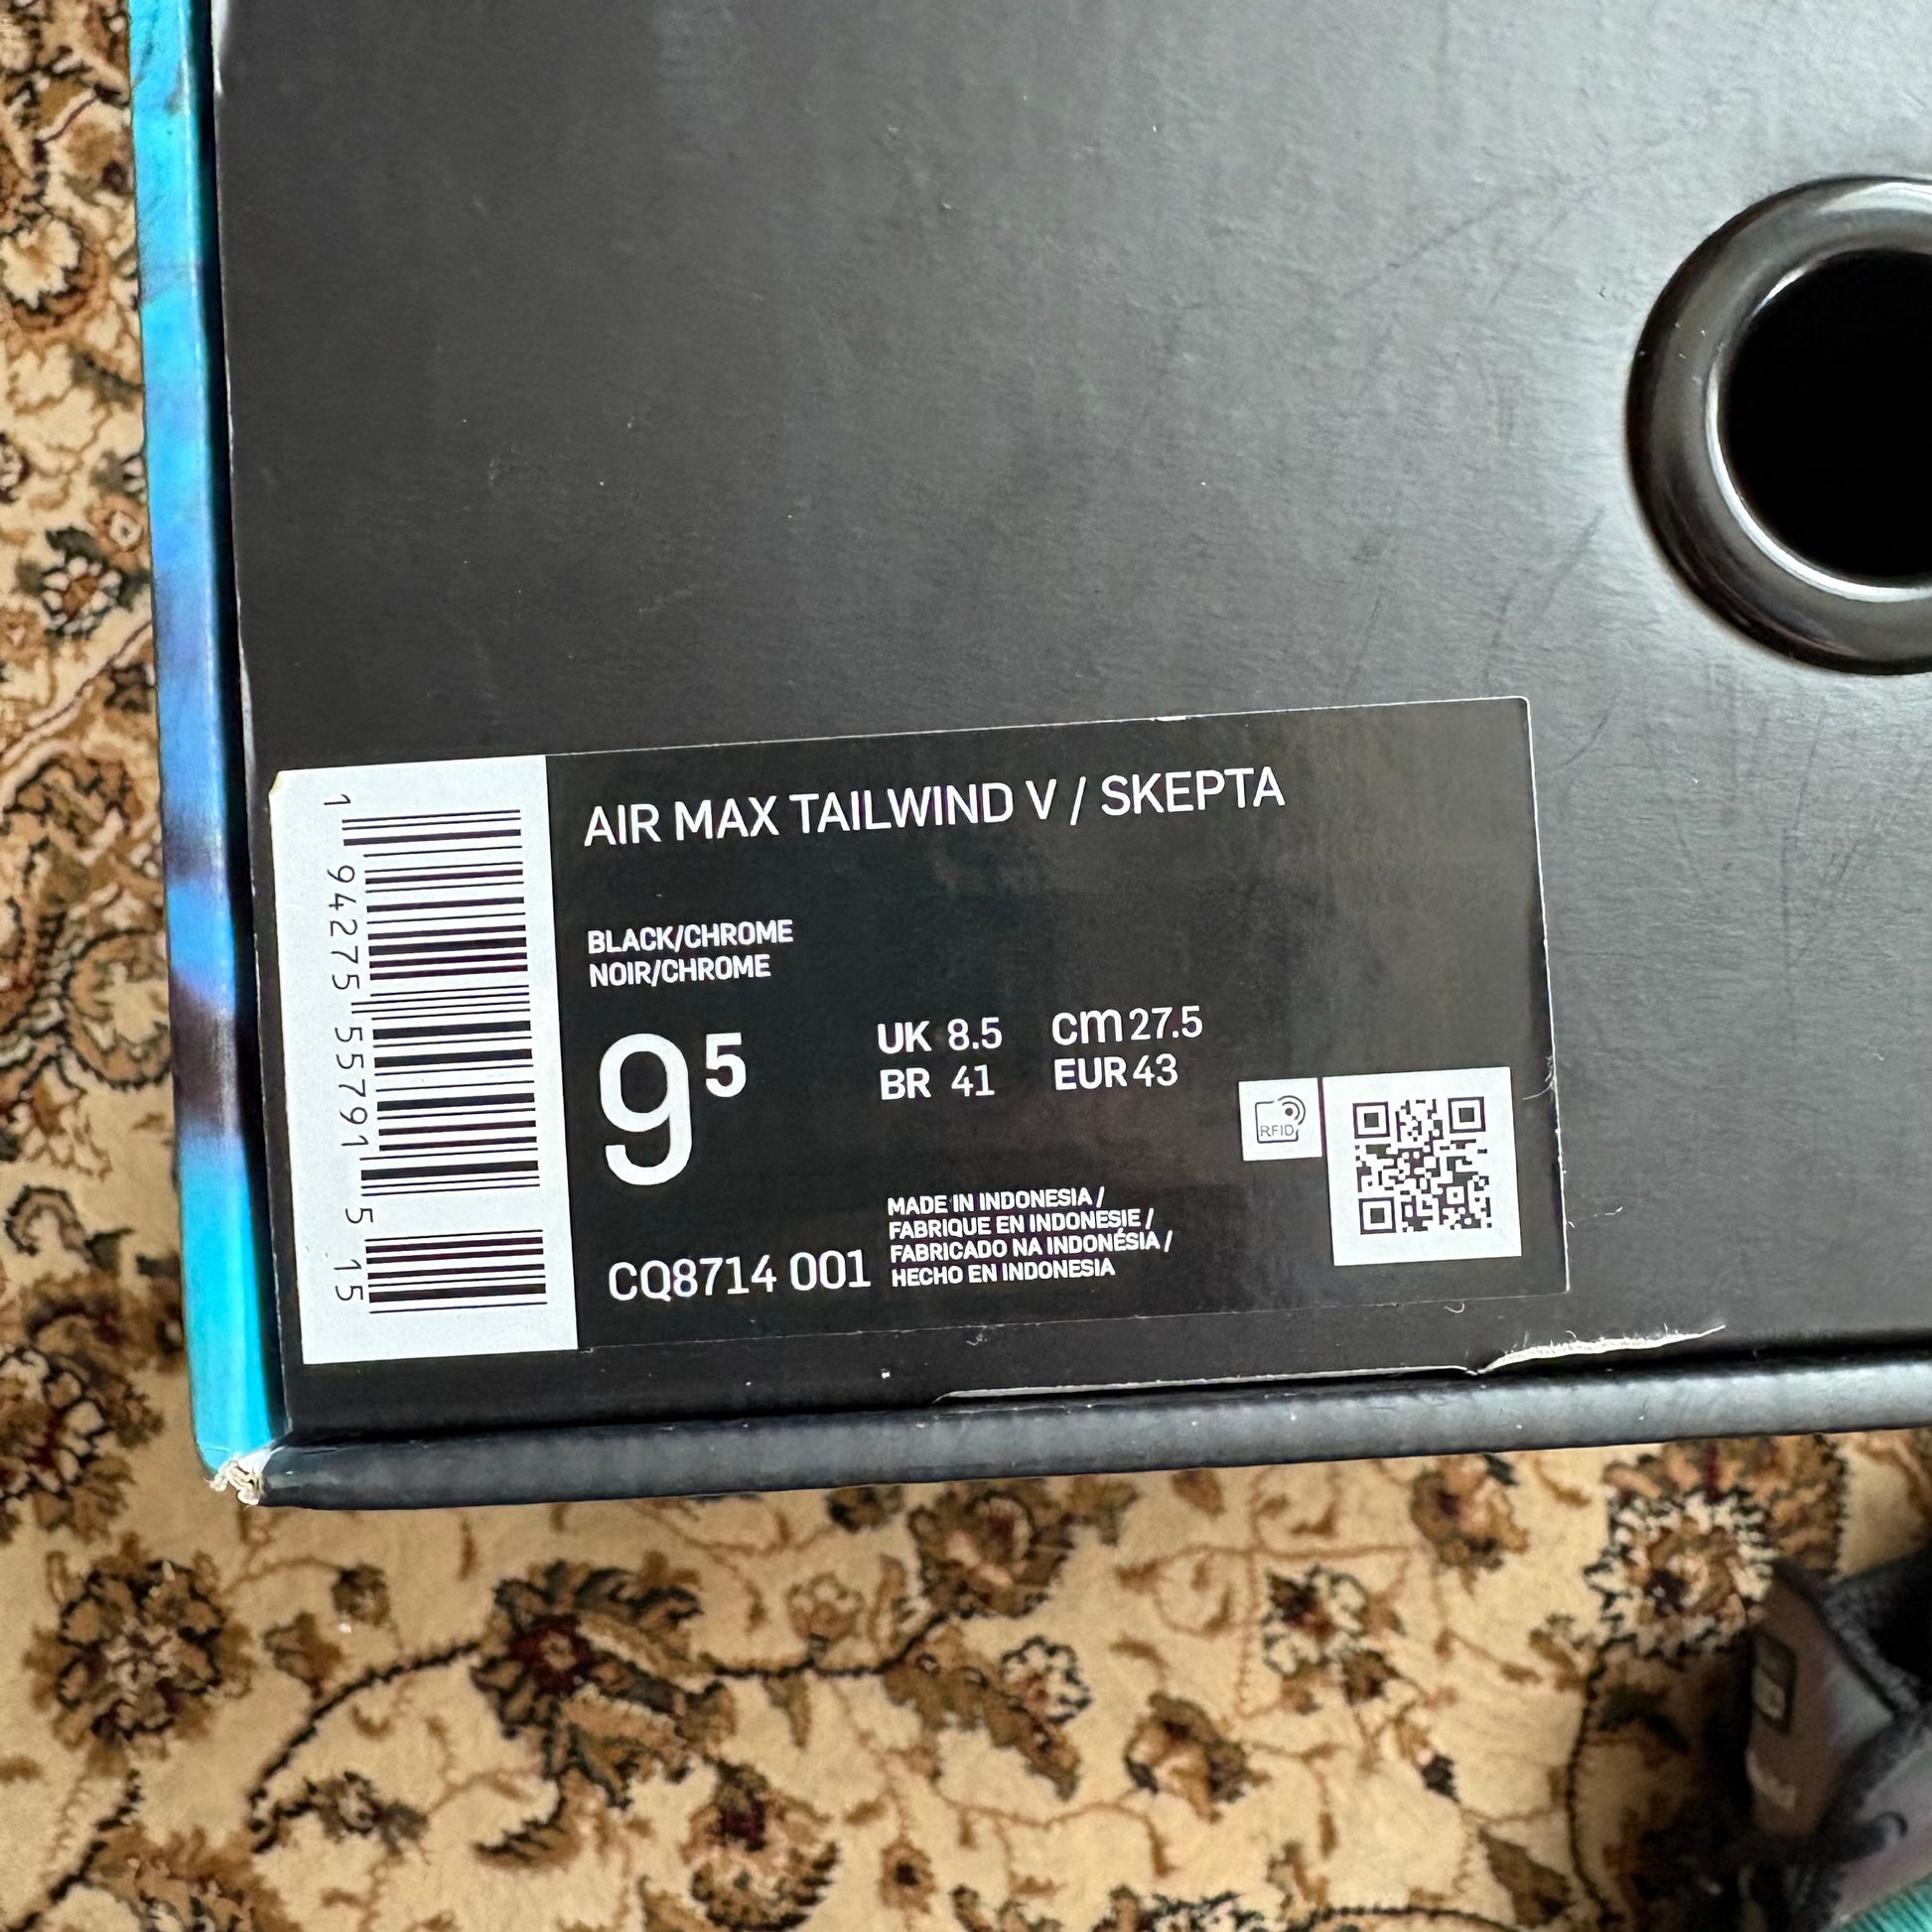 AIR MAX TAILWIND V / SKEPTA
BLACK/CHROME
NOIR/CHROME
9⁵
UK 8.5 cm 27.5
BR 41 EUR 43
RFID
MADE IN INDONESIA /
FABRIQUE EN INDONESIE /
FABRICADO NA INDONÉSIA /
HECHO EN INDONESIA
CQ8714 001
1 94275 55791 5 15